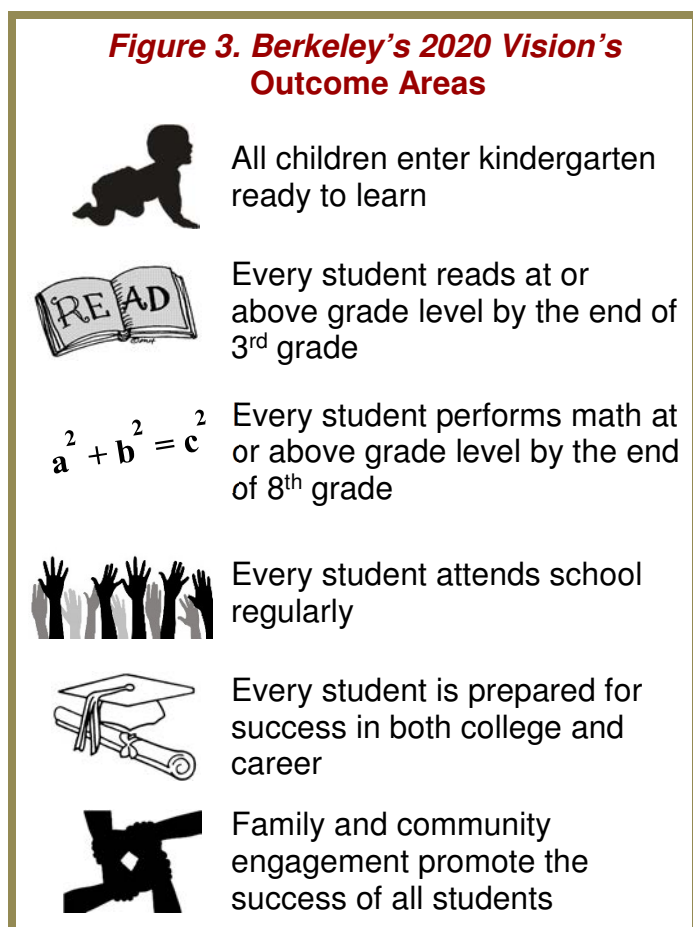 Figure 3. Berkeley's 2020 Vision's
Outcome Areas
All children enter kindergarten
ready to learn
READ
Every student reads at or
above grade level by the end of
3rd grade
a² + b² = c²
Every student performs math at
or above grade level by the end
of 8th grade
Every student attends school
regularly
Every student is prepared for
success in both college and
career
Family and community
engagement promote the
success of all students